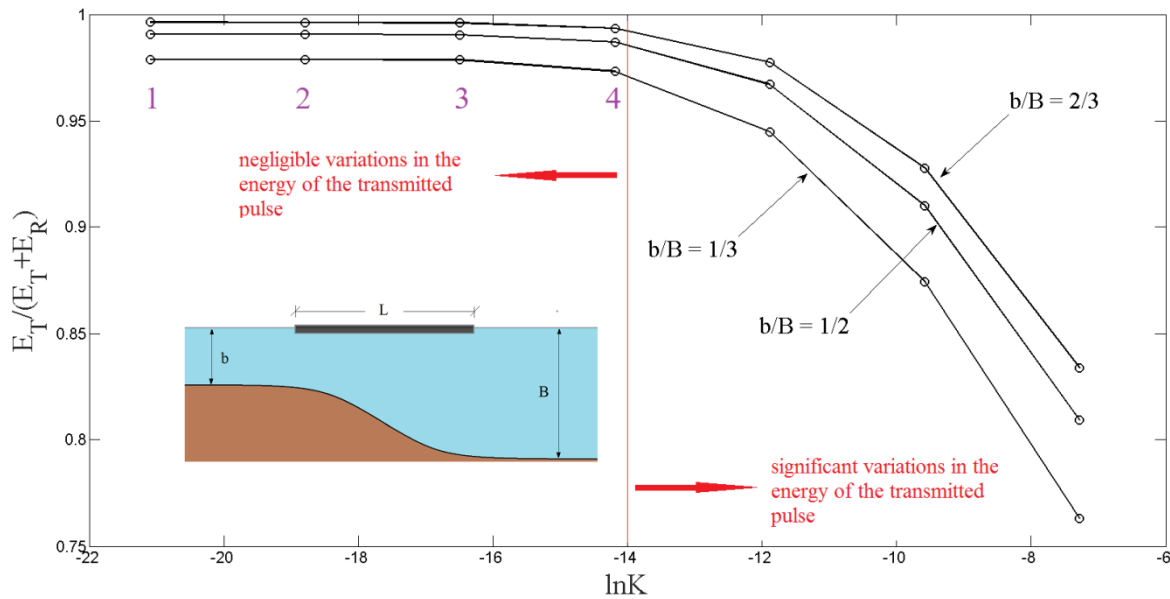 1
0.95
0.9
0.85
0.8
0.75
E_T/(E_T+E_R)
-22
-20
-18
-16
-14
-12
-10
-8
-6
lnK
1
2
3
4
negligible variations in the
energy of the transmitted
pulse
b/B = 2/3
b/B = 1/3
b/B = 1/2
L
b
B
significant variations in the
energy of the transmitted
pulse